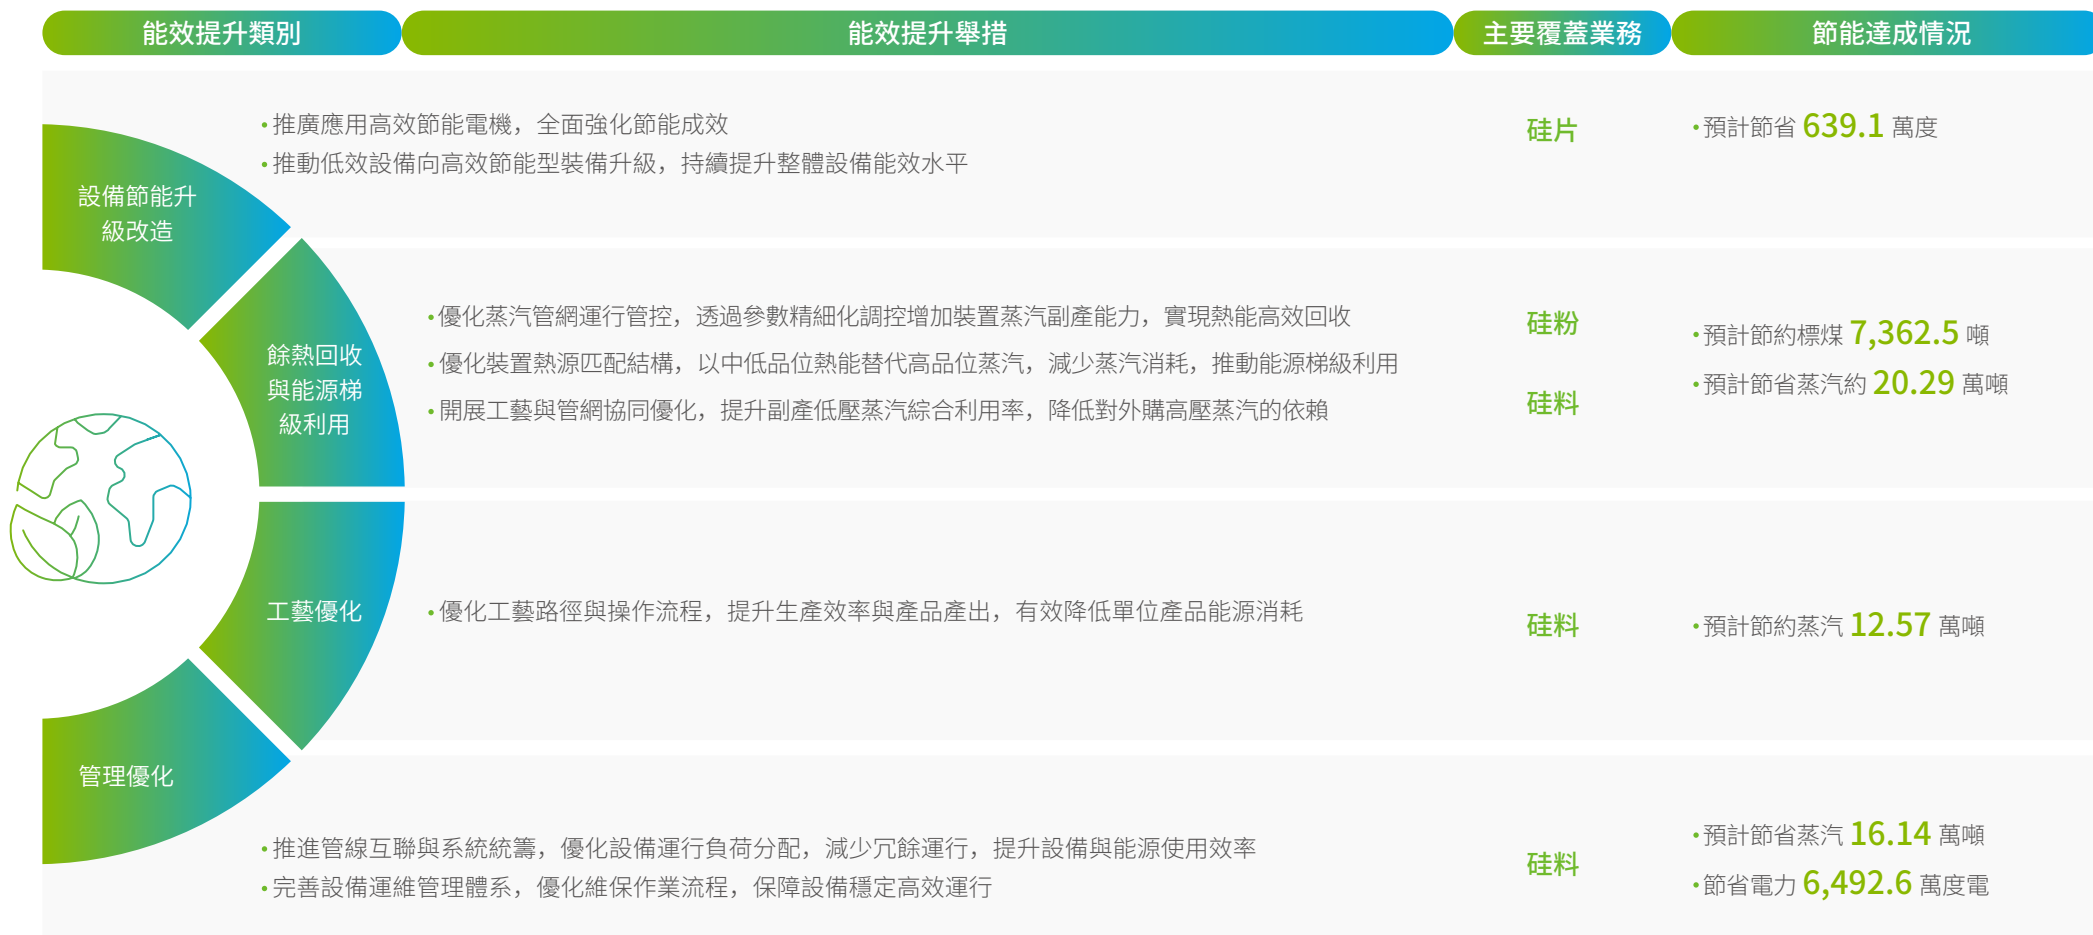 能效提升類別
能效提升舉措
主要覆蓋業務
節能達成情況
設備節能升
級改造
•推廣應用高效節能電機，全面強化節能成效
•推動低效設備向高效節能型裝備升級，持續提升整體設備能效水平
硅片
•預計節省 639.1 萬度
餘熱回收
與能源梯
級利用
•優化蒸汽管網運行管控，透過參數精細化調控增加裝置蒸汽副產能力，實現熱能高效回收
•優化裝置熱源匹配結構，以中低品位熱能替代高品位蒸汽，減少蒸汽消耗，推動能源梯級利用
•開展工藝與管網協同優化，提升副產低壓蒸汽綜合利用率，降低對外購高壓蒸汽的依賴
硅粉
硅料
•預計節約標煤 7,362.5 噸
•預計節省蒸汽約 20.29 萬噸
工藝優化
•優化工藝路徑與操作流程，提升生產效率與產品產出，有效降低單位產品能源消耗
硅料
•預計節約蒸汽 12.57 萬噸
管理優化
•推進管線互聯與系統統籌，優化設備運行負荷分配，減少冗餘運行，提升設備與能源使用效率
•完善設備運維管理體系，優化維保作業流程，保障設備穩定高效運行
硅料
•預計節省蒸汽 16.14 萬噸
•節省電力 6,492.6 萬度電